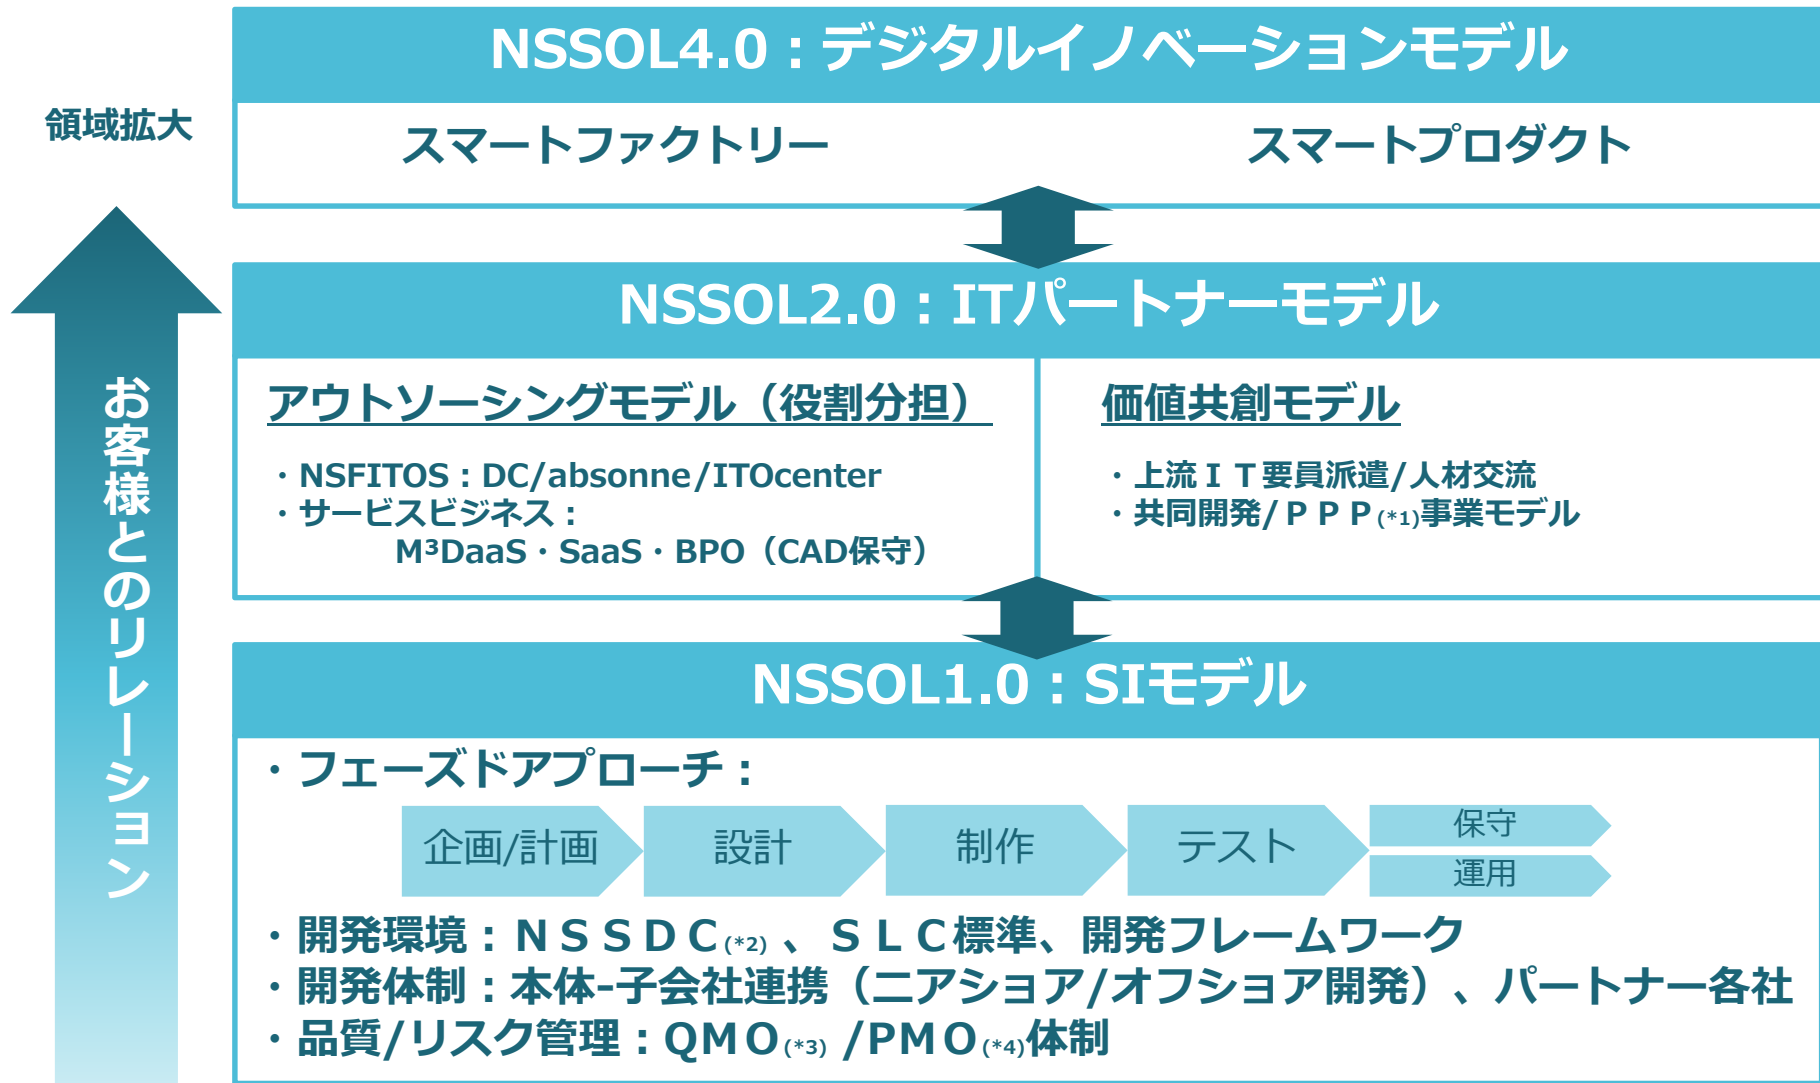 NSSOL4.0：デジタルイノベーションモデル
領域拡大
スマートファクトリー
スマートプロダクト
お客様とのリレーション
NSSOL2.0：ITパートナーモデル
アウトソーシングモデル（役割分担）
・NSFITOS：DC/absonne/ITOcenter
・サービスビジネス：
M³DaaS・SaaS・BPO（CAD保守）
価値共創モデル
・上流ＩＴ要員派遣/人材交流
・共同開発/ＰＰＰ(*1)事業モデル
NSSOL1.0：SIモデル
・フェーズドアプローチ：
企画/計画
設計
制作
テスト
保守
運用
・開発環境：ＮＳＳＤＣ(*2)、ＳＬＣ標準、開発フレームワーク
・開発体制：本体-子会社連携（ニアショア/オフショア開発）、パートナー各社
・品質/リスク管理：QMO(*3) /PMO(*4)体制